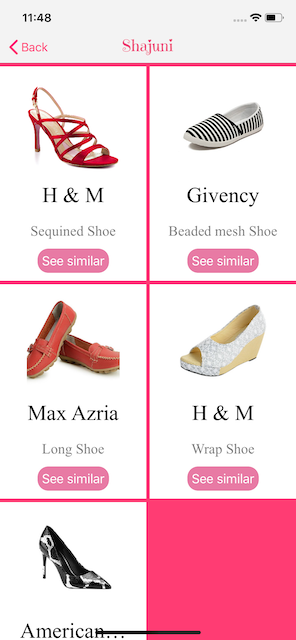 11:48
Back
Shajuni
H & M
Givency
Sequined Shoe
Beaded mesh Shoe
See similar
See similar
Max Azria
H & M
Long Shoe
Wrap Shoe
See similar
See similar
American…